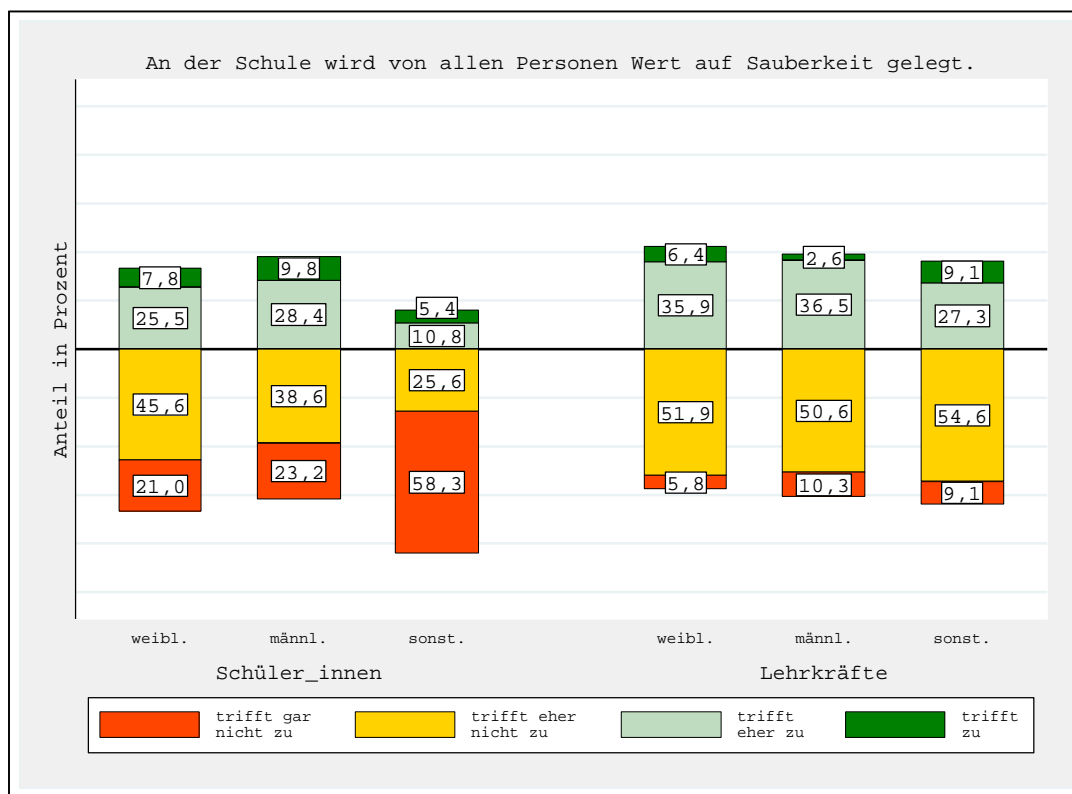 An der Schule wird von allen Personen Wert auf Sauberkeit gelegt.
Anteil in Prozent
7,8
25,5
45,6
21,0
9,8
28,4
38,6
23,2
5,4
10,8
25,6
58,3
6,4
35,9
51,9
5,8
2,6
36,5
50,6
10,3
9,1
27,3
54,6
9,1
weibl. männl. sonst. weibl. männl. sonst.
Schüler_innen Lehrkräfte
trifft gar
nicht zu
trifft eher
nicht zu
trifft
eher zu
trifft
zu